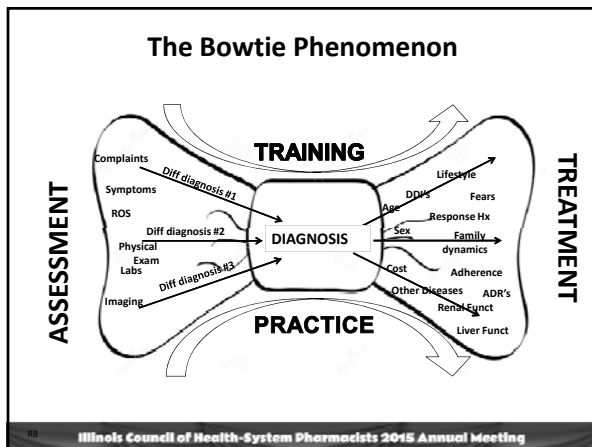 The Bowtie Phenomenon
TRAINING
ASSESSMENT
Complaints
Symptoms
ROS
Physical
Exam
Labs
Imaging
Diff diagnosis #1
Diff diagnosis #2
Diff diagnosis #3
DIAGNOSIS
Lifestyle
DDI's
Fears
Age
Response Hx
Sex
Family
dynamics
Cost
Adherence
Other Diseases
ADR's
Renal Funct
Liver Funct
TREATMENT
PRACTICE
RB
Illinois Council of Health-System Pharmacists 2015 Annual Meeting